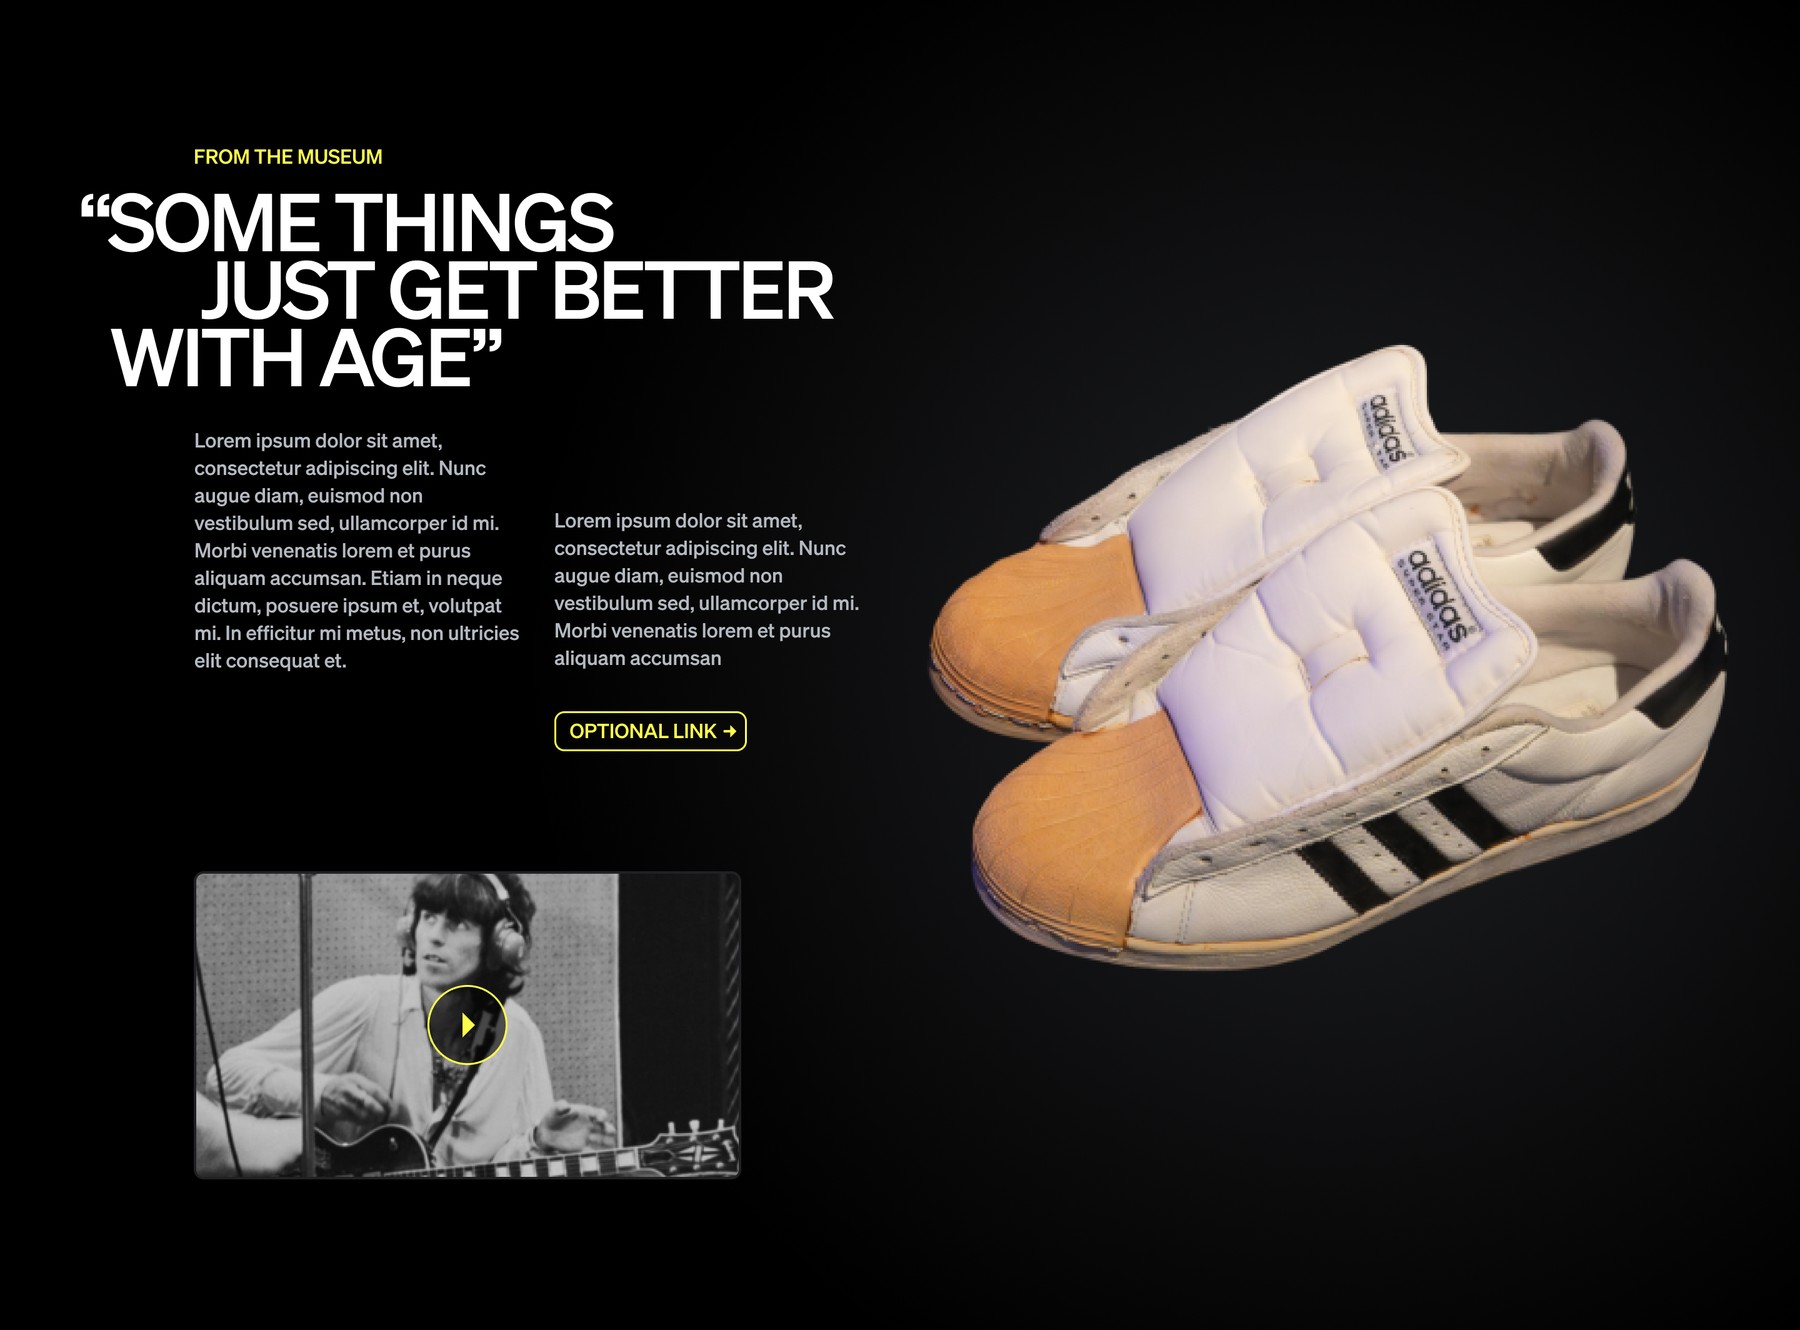 FROM THE MUSEUM
“SOME THINGS
JUST GET BETTER
WITH AGE”
Lorem ipsum dolor sit amet,
consectetur adipiscing elit. Nunc
augue diam, euismod non
vestibulum sed, ullamcorper id mi.
Morbi venenatis lorem et purus
aliquam accumsan. Etiam in neque
dictum, posuere ipsum et, volutpat
mi. In efficitur mi metus, non ultricies
elit consequat et.
Lorem ipsum dolor sit amet,
consectetur adipiscing elit. Nunc
augue diam, euismod non
vestibulum sed, ullamcorper id mi.
Morbi venenatis lorem et purus
aliquam accumsan
OPTIONAL LINK →
adidas
SUPER STAR
adidas
SUPER STAR